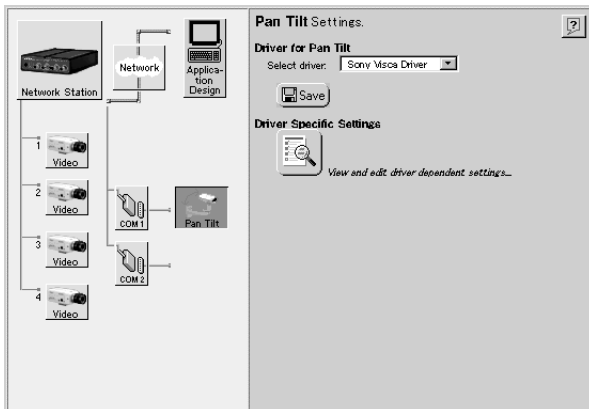 Network Station
Network
Applica-
tion
Design
1
Video
2
Video
3
Video
4
Video
COM 1
Pan Tilt
COM 2
Pan Tilt Settings.
?
Driver for Pan Tilt
Select driver:
Sony Visca Driver
Save
Driver Specific Settings
View and edit driver dependent settings...